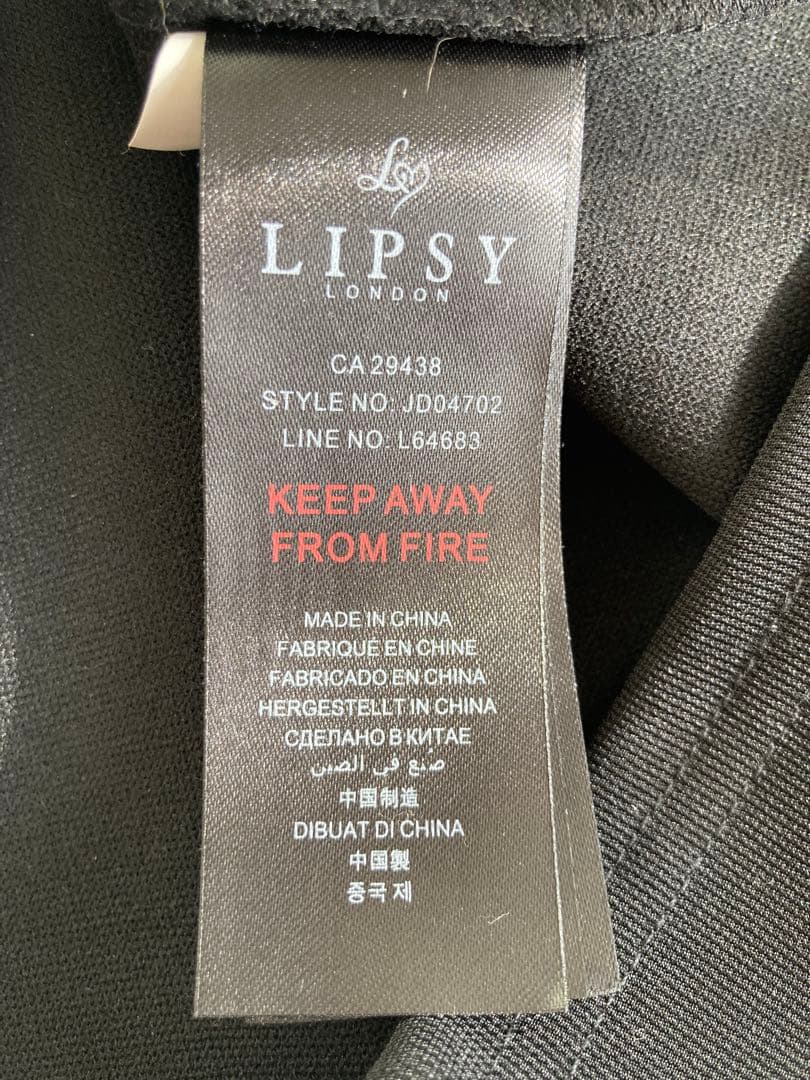 LIPSY
LONDON
CA 29438
STYLE NO: JD04702
LINE NO: L64683
KEEP AWAY
FROM FIRE
MADE IN CHINA
FABRIQUÉ EN CHINE
FABRICADO EN CHINA
HERGESTELLT IN CHINA
СДЕЛАНО В КИТАЕ
صُنع في الصين
中国制造
DIBUAT DI CHINA
中国製
중국 제